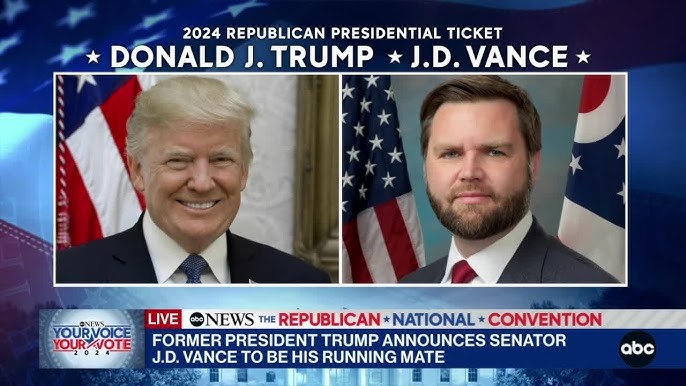 2024 REPUBLICAN PRESIDENTIAL TICKET
★ DONALD J. TRUMP ★ J.D. VANCE ★
LIVE abc NEWS THE REPUBLICAN ★ NATIONAL ★ CONVENTION
abc NEWS
YOUR VOICE
YOUR VOTE
2024
FORMER PRESIDENT TRUMP ANNOUNCES SENATOR
J.D. VANCE TO BE HIS RUNNING MATE
abc